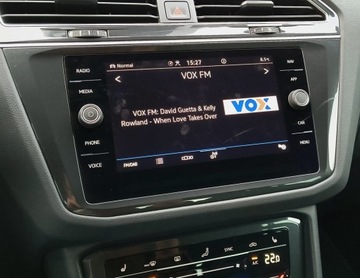 Normal 15:27 8.5°C
VOX FM
RADIO
NAV
MEDIA
APP
VOX FM: David Guetta & Kelly
Rowland - When Love Takes Over
VOX
PHONE
CAR
VOICE
MENU
SYNC
A/C
22.0